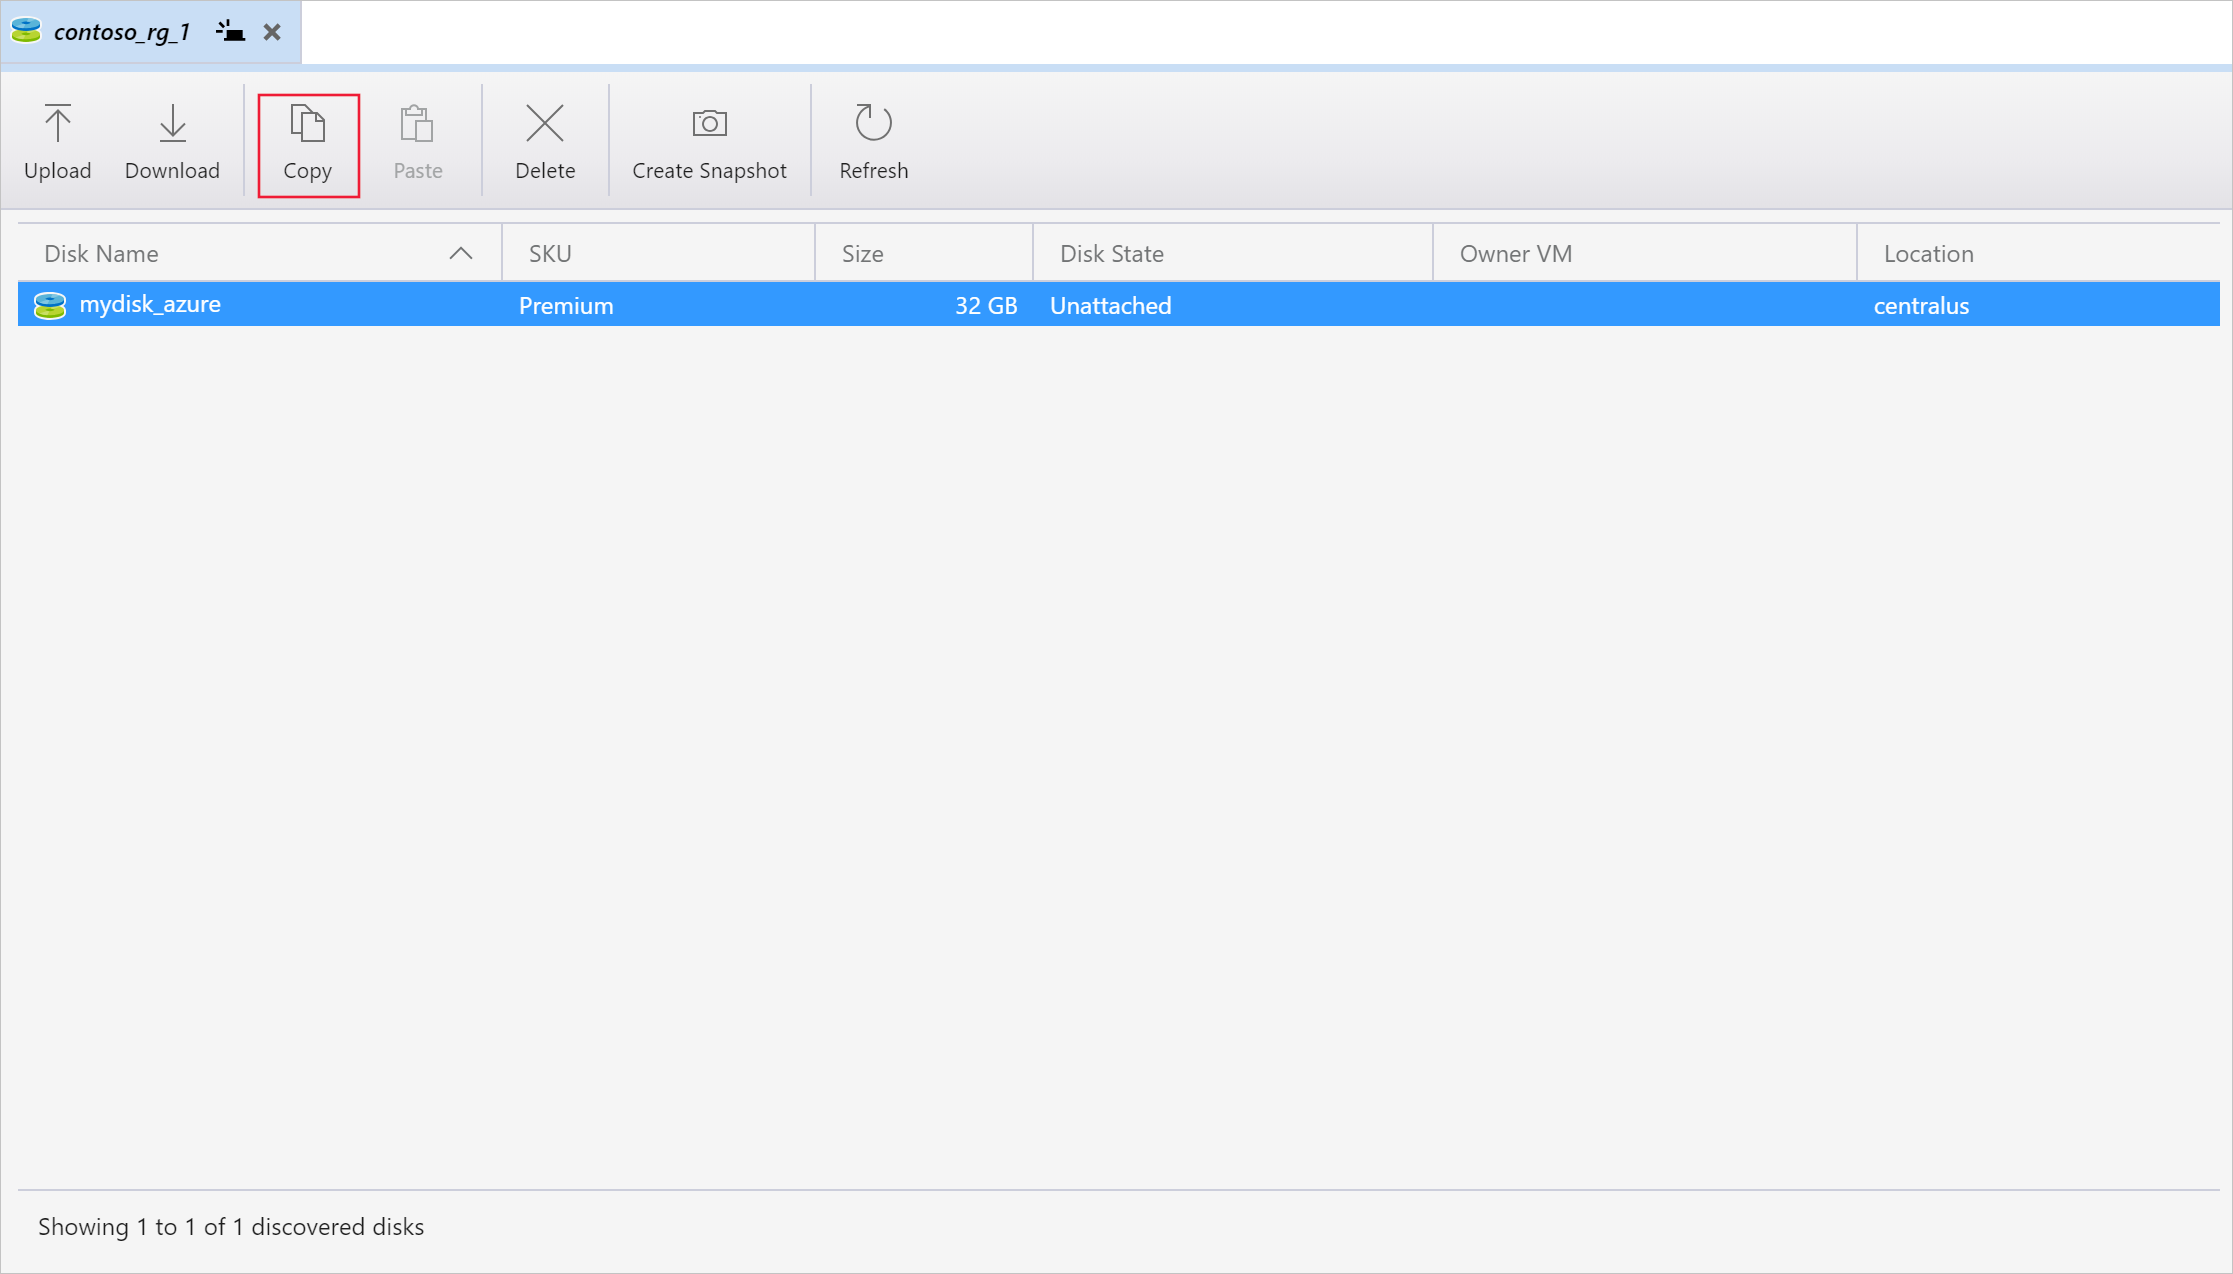 contoso_rg_1
Upload Download Copy Paste Delete Create Snapshot Refresh
Disk Name SKU Size Disk State Owner VM Location
mydisk_azure Premium 32 GB Unattached centralus
Showing 1 to 1 of 1 discovered disks